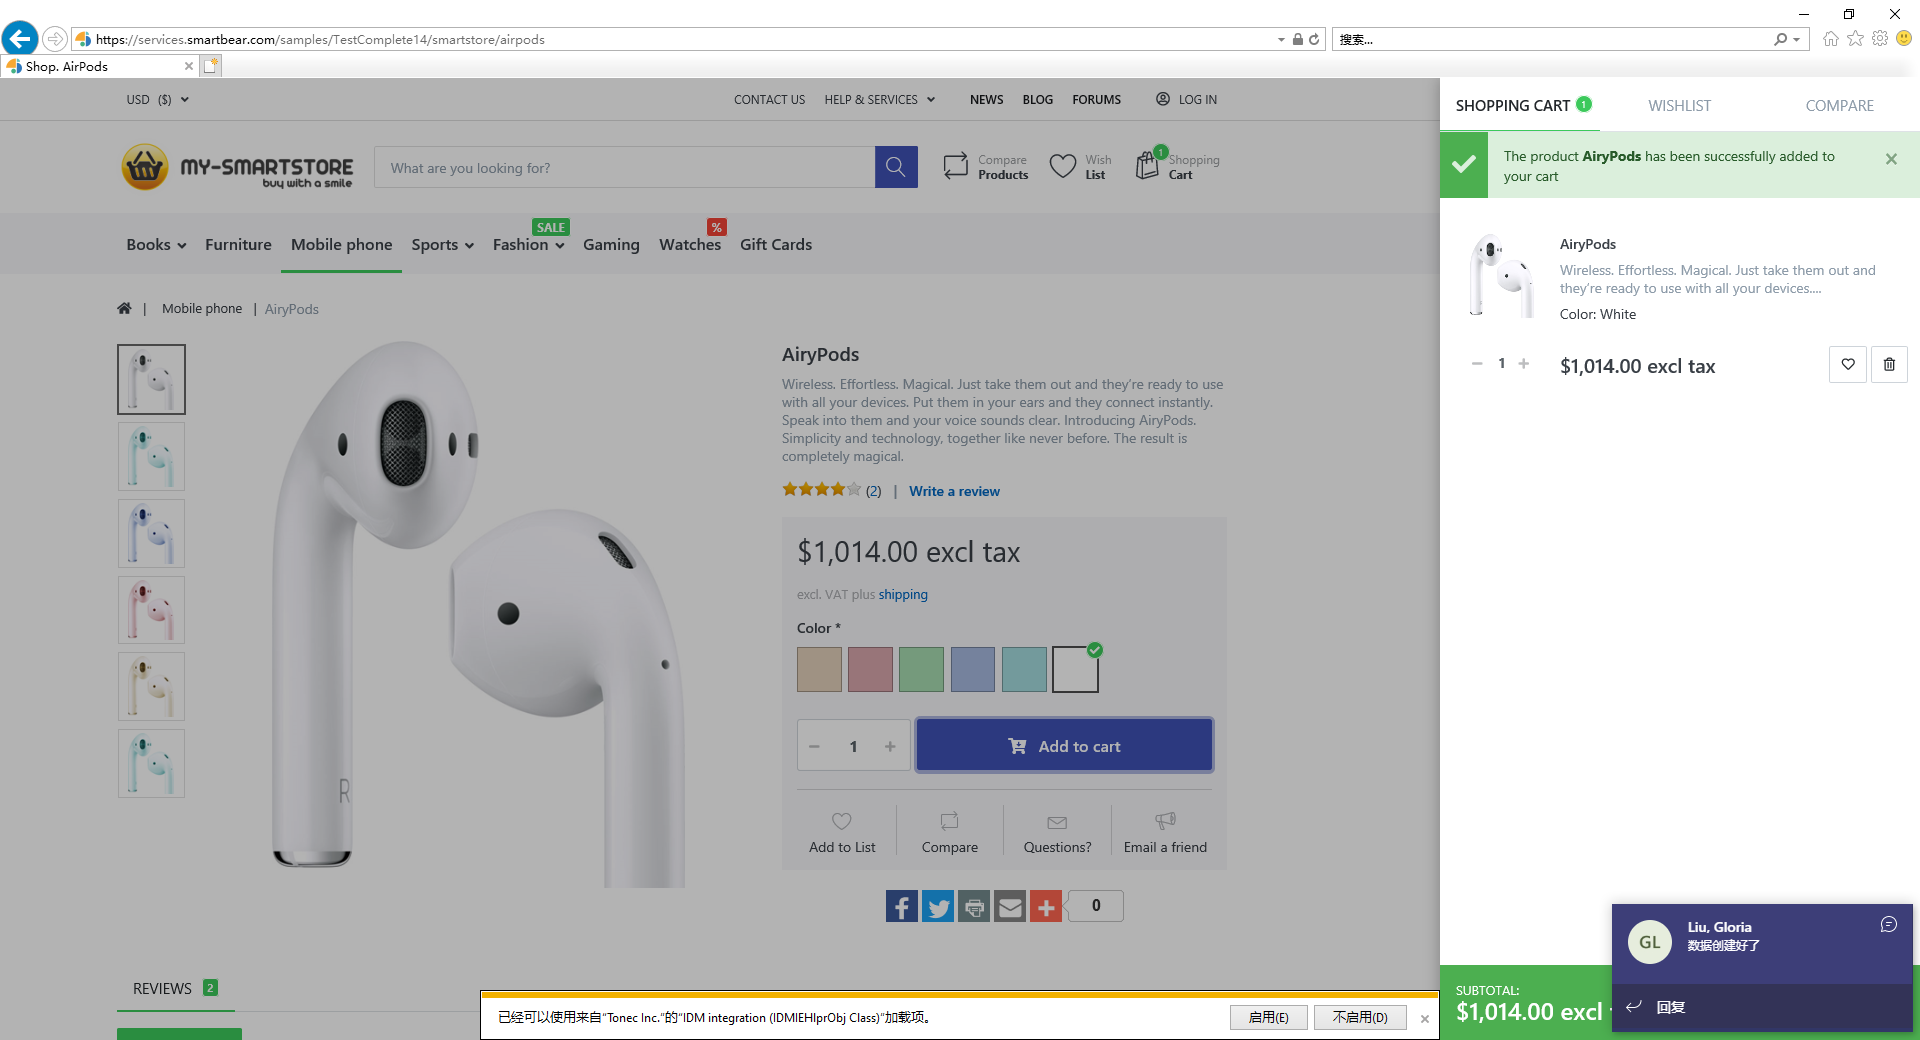 https://services.smartbear.com/samples/TestComplete14/smartstore/airpods
搜索...
Shop. AirPods
USD ($)
CONTACT US
HELP & SERVICES
NEWS
BLOG
FORUMS
LOG IN
MY-SMARTSTORE
buy with a smile
What are you looking for?
Compare
Products
Wish
List
1
Shopping
Cart
SALE
%
Books
Furniture
Mobile phone
Sports
Fashion
Gaming
Watches
Gift Cards
Mobile phone | AiryPods
R
AiryPods
Wireless. Effortless. Magical. Just take them out and they’re ready to use
with all your devices. Put them in your ears and they connect instantly.
Speak into them and your voice sounds clear. Introducing AiryPods.
Simplicity and technology, together like never before. The result is
completely magical.
(2) | Write a review
$1,014.00 excl tax
excl. VAT plus shipping
Color *
1
Add to cart
Add to List
Compare
Questions?
Email a friend
0
REVIEWS 2
SHOPPING CART 1
WISHLIST
COMPARE
The product AiryPods has been successfully added to
your cart
AiryPods
Wireless. Effortless. Magical. Just take them out and
they’re ready to use with all your devices....
Color: White
1
$1,014.00 excl tax
SUBTOTAL:
$1,014.00 excl
GL
Liu, Gloria
数据创建好了
回复
已经可以使用来自“Tonec Inc.”的“IDM integration (IDMIEHlprObj Class)”加载项。
启用(E)
不启用(D)